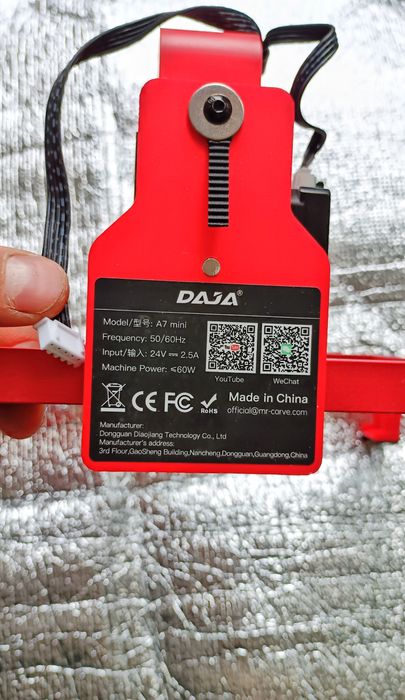 DAJA®
Model/型号: A7 mini
Frequency: 50/60Hz
Input/输入: 24V⎓2.5A
Machine Power: ≤60W
YouTube
WeChat
CE FC RoHS
Made in China
official@mr-carve.com
Manufacturer:
Dongguan Diaojiang Technology Co., Ltd
Manufacturer's address:
3rd Floor,GaoSheng Building,Nancheng,Dongguan,Guangdong,China